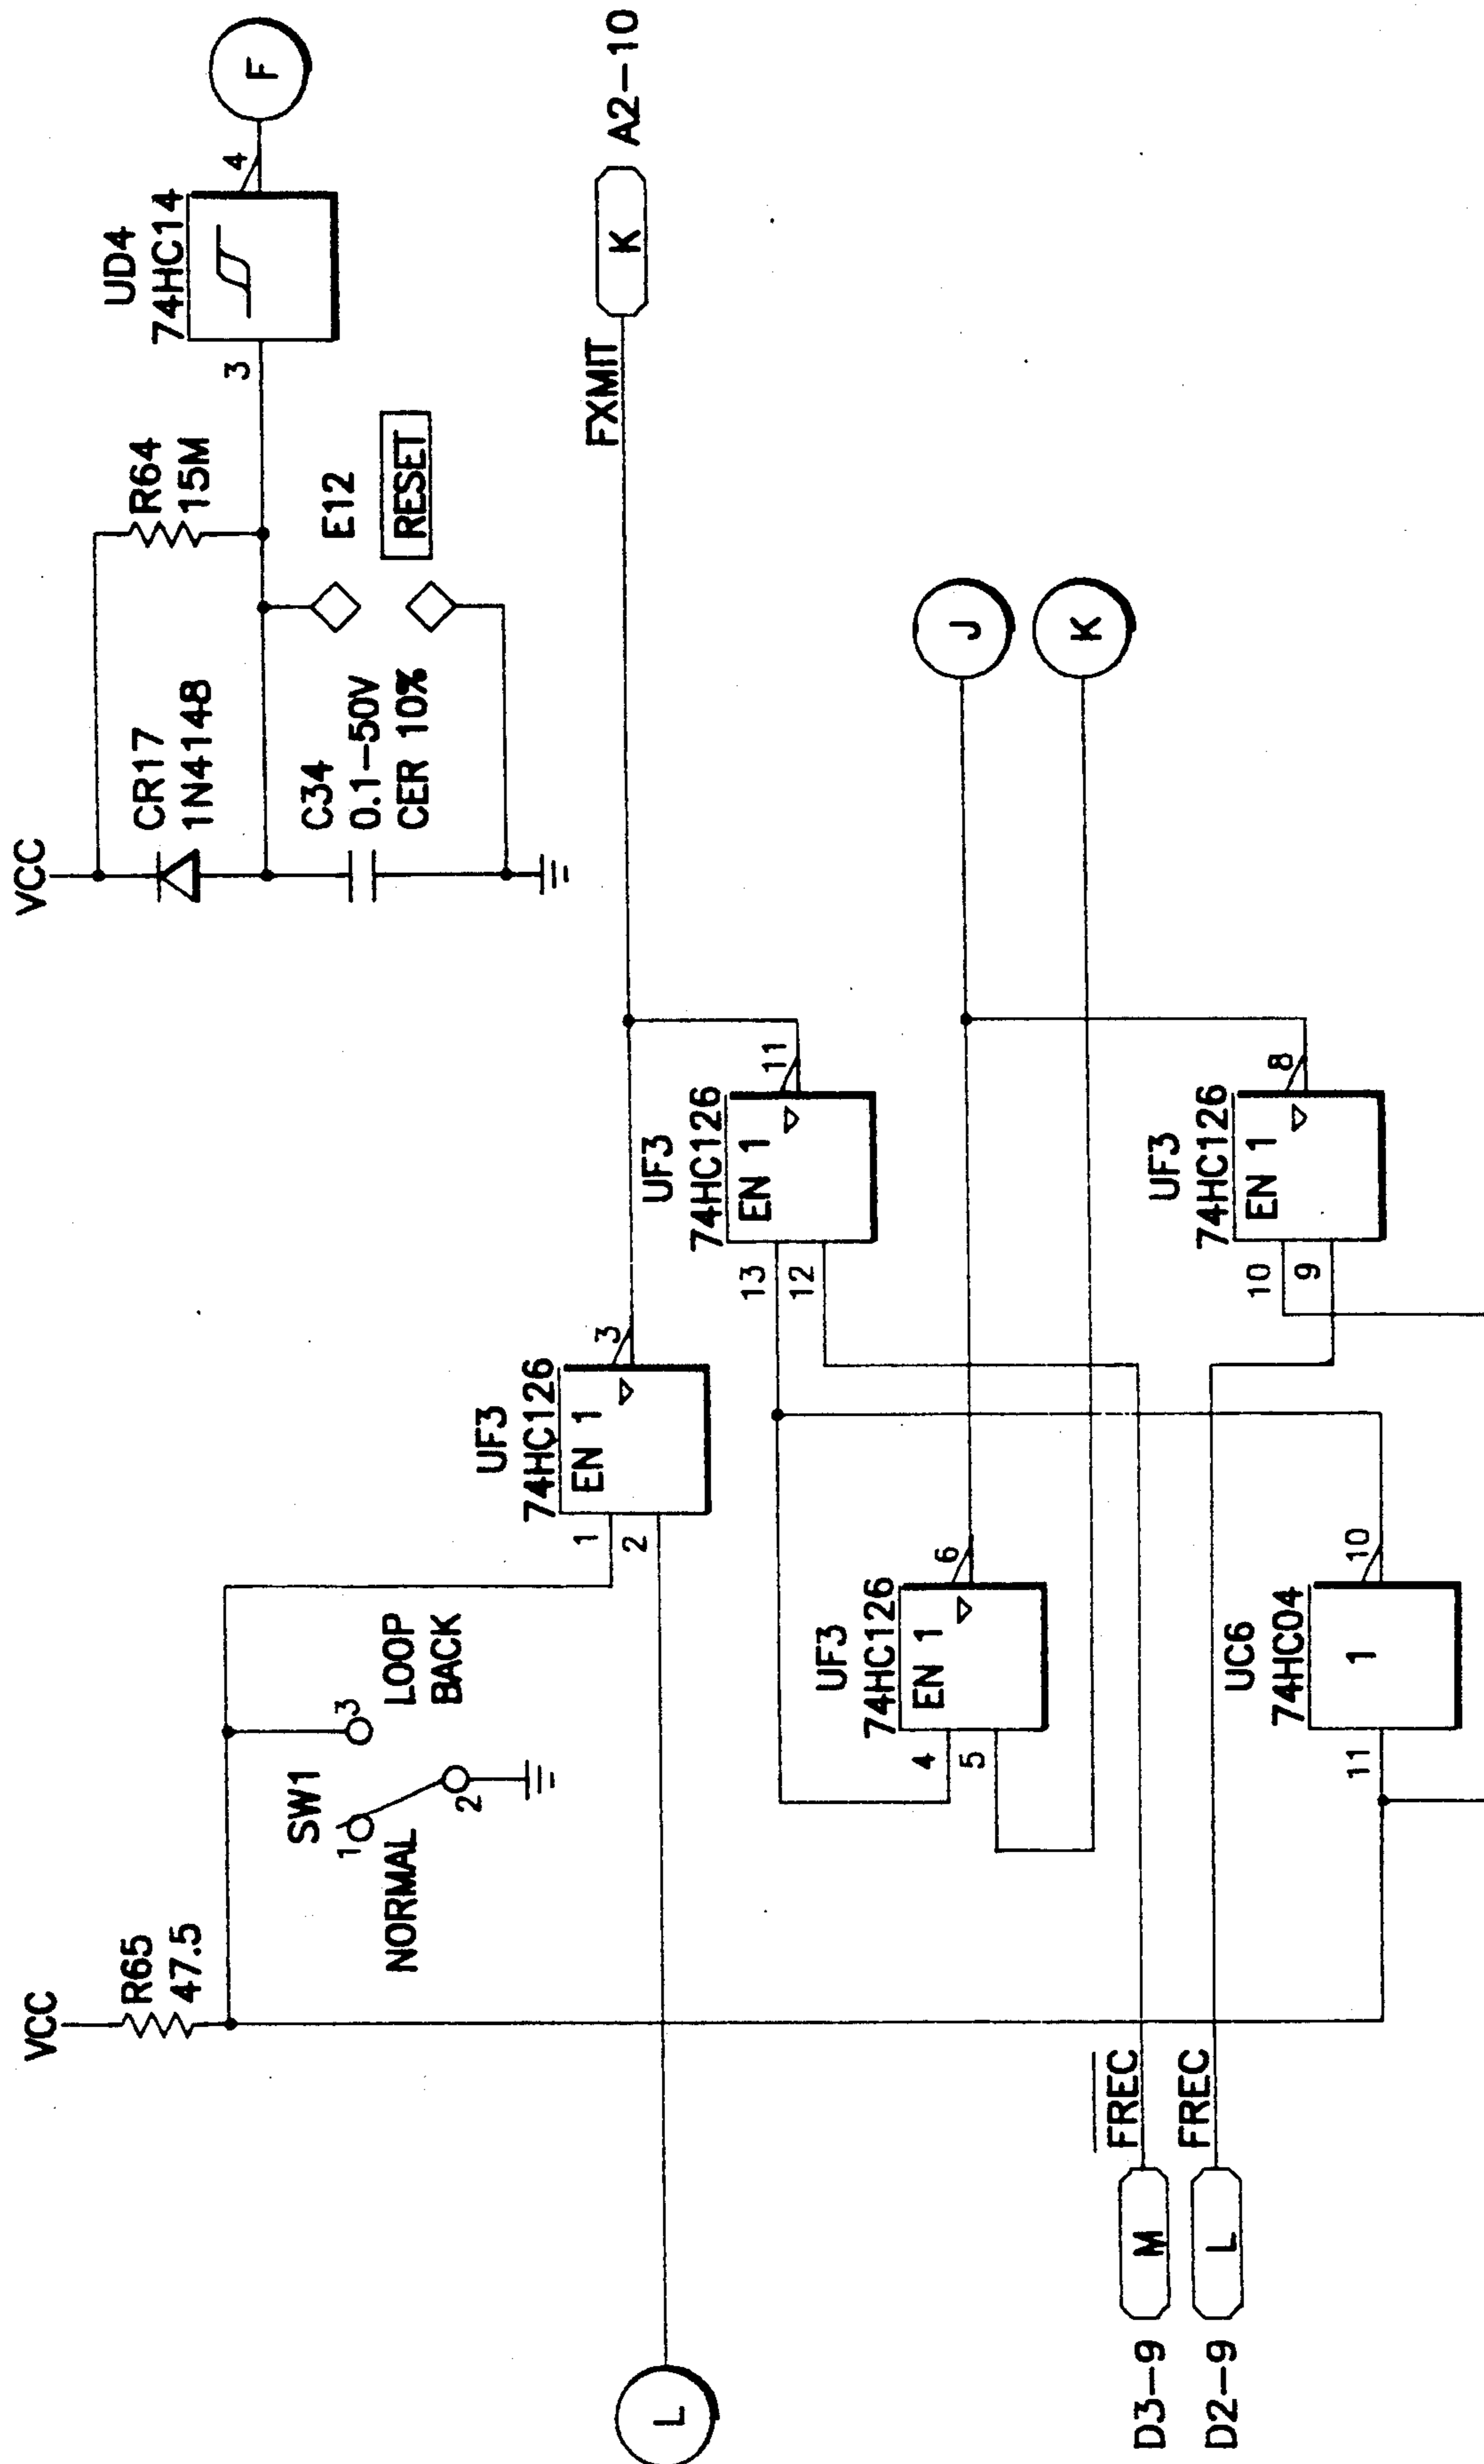 VCC
CR17
1N4148
R64
15M
UD4
74HC14
3
4
F
C34
0.1-50V
CER 10%
E12
RESET
VCC
R65
47.5
SW1
1
NORMAL
2
3
LOOP
BACK
UF3
74HC126
EN 1
1
2
3
FXMIT
K
A2-10
L
UF3
74HC126
EN 1
13
12
11
UF3
74HC126
EN 1
4
5
6
J
K
D3-9
M
FREC
D2-9
L
FREC
UC6
74HC04
1
11
10
UF3
74HC126
EN 1
10
9
8